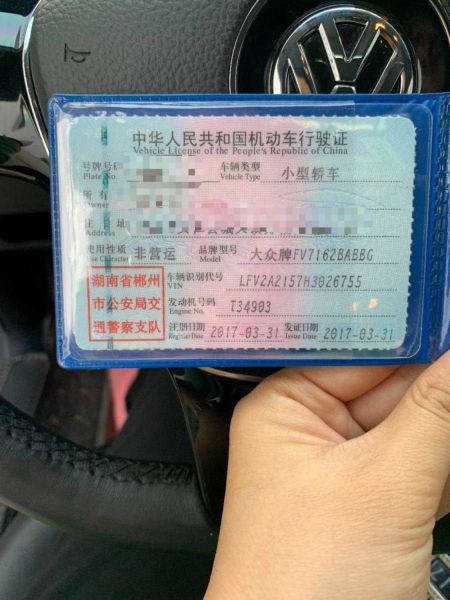 中华人民共和国机动车行驶证
Vehicle License of the People's Republic of China
号牌号码 车辆类型 小型轿车
Plate No. Vehicle Type
所有
Owner
住 址
Address
使用性质 非营运 品牌型号 大众牌FV7162BABBG
Use Character Model
湖南省郴州 车辆识别代号 LFV2A2157H3026755
VIN
市公安局交 发动机号码 T34903
Engine No.
通警察支队 注册日期 2017-03-31 发证日期 2017-03-31
Register Date Issue Date